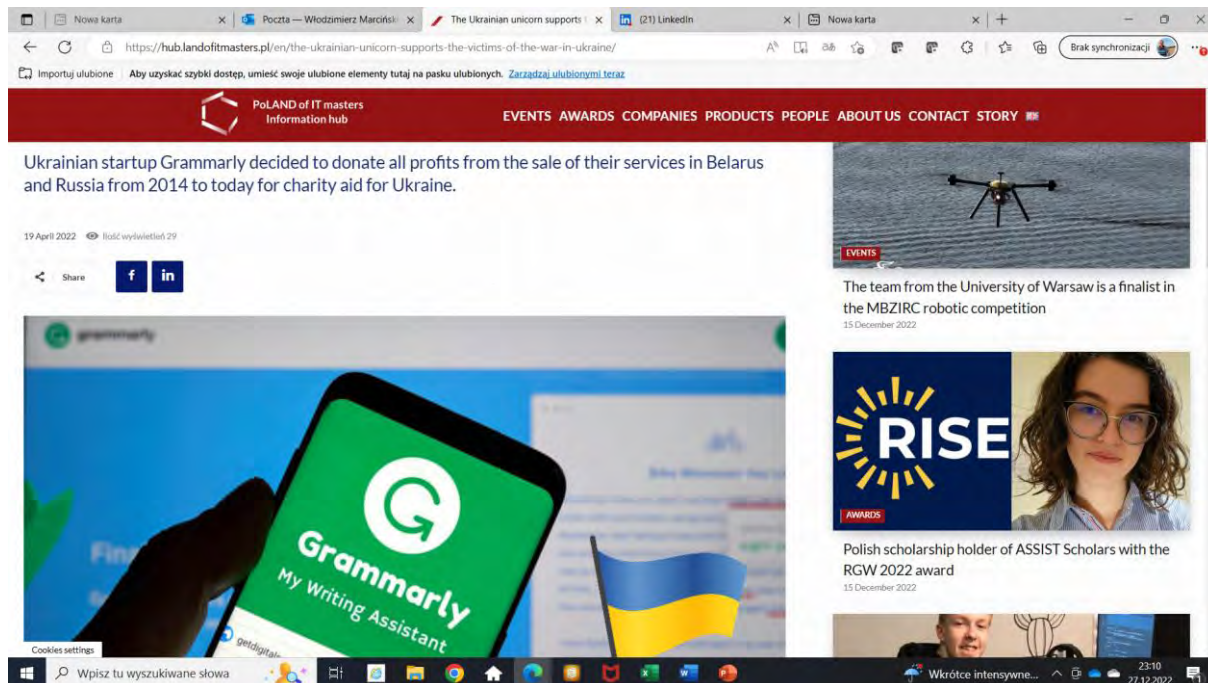 Nowa karta
Poczta — Włodzimierz Marcińsk
The Ukrainian unicorn supports t
(21) LinkedIn
Nowa karta
https://hub.landofitmasters.pl/en/the-ukrainian-unicorn-supports-the-victims-of-the-war-in-ukraine/
Brak synchronizacji
Importuj ulubione
Aby uzyskać szybki dostęp, umieść swoje ulubione elementy tutaj na pasku ulubionych. Zarządzaj ulubionymi teraz
PoLAND of IT masters
Information hub
EVENTS AWARDS COMPANIES PRODUCTS PEOPLE ABOUT US CONTACT STORY
Ukrainian startup Grammarly decided to donate all profits from the sale of their services in Belarus
and Russia from 2014 to today for charity aid for Ukraine.
19 April 2022 Ilość wyświetleń 29
Share
f in
grammarly
Grammarly
My Writing Assistant
Cookies settings
EVENTS
The team from the University of Warsaw is a finalist in
the MBZIRC robotic competition
15 December 2022
RISE
AWARDS
Polish scholarship holder of ASSIST Scholars with the
RGW 2022 award
15 December 2022
Wpisz tu wyszukiwane słowa
Wkrótce intensywne...
23:10
27.12.2022